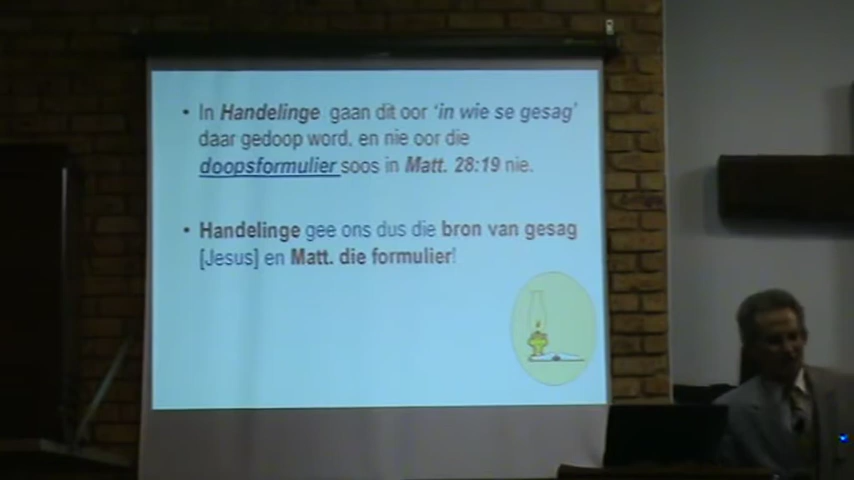 • In Handelinge gaan dit oor ‘in wie se gesag’
daar gedoop word, en nie oor die
doopsformulier soos in Matt. 28:19 nie.
• Handelinge gee ons dus die bron van gesag
[Jesus] en Matt. die formulier!